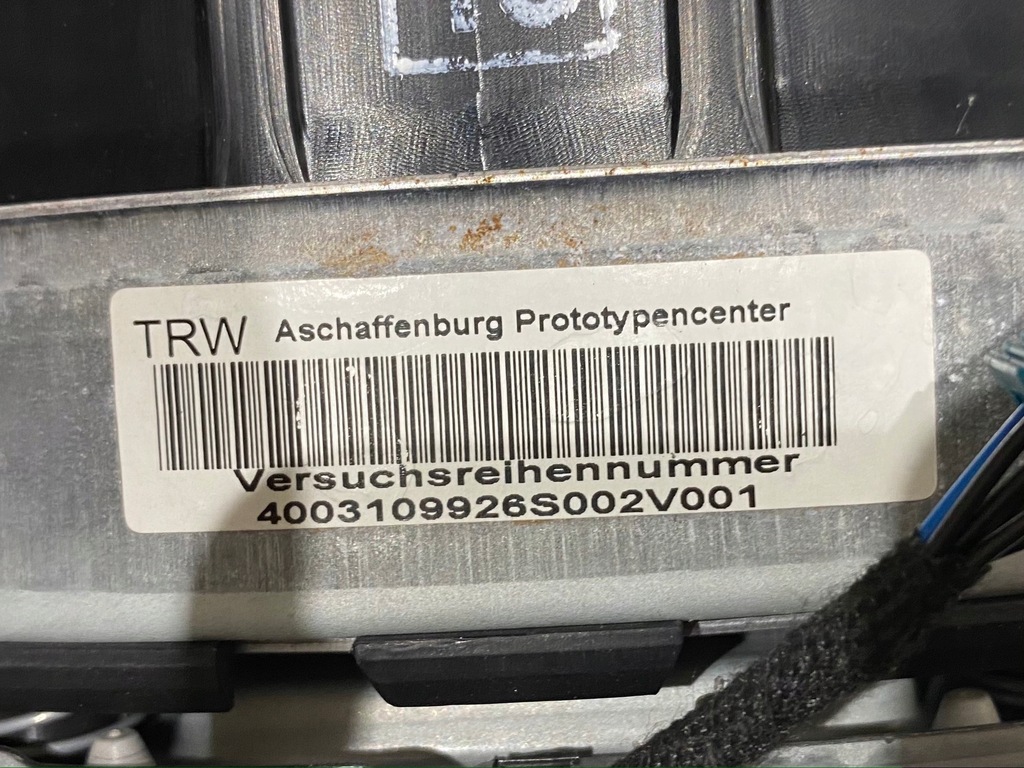 TRW Aschaffenburg Prototypencenter
Versuchsreihennummer
4003109926S002V001